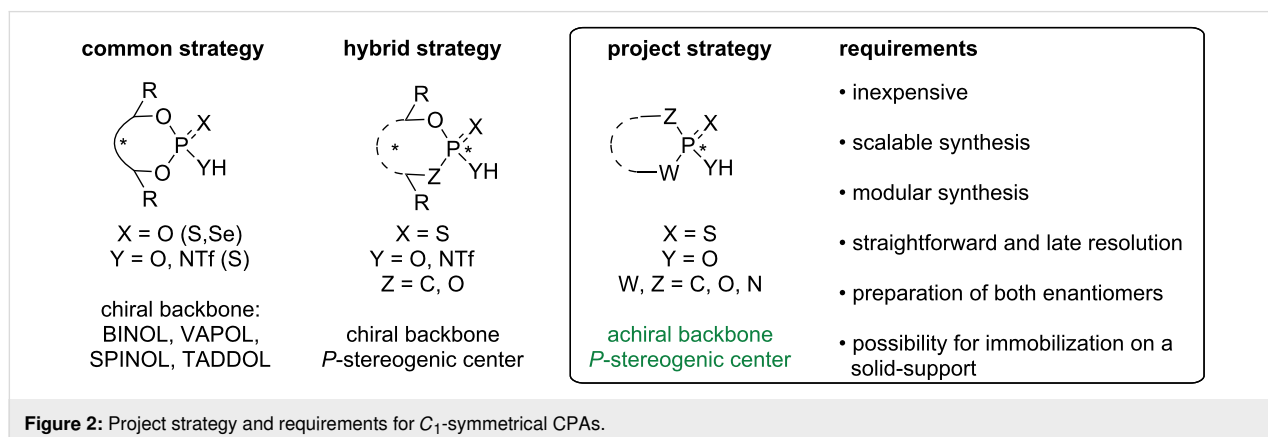 common strategy
R
O
X
*
P
O
YH
R
X = O (S,Se)
Y = O, NTf (S)
chiral backbone:
BINOL, VAPOL,
SPINOL, TADDOL
hybrid strategy
R
O
X
*
P
*
Z
YH
R
X = S
Y = O, NTf
Z = C, O
chiral backbone
P-stereogenic center
project strategy
Z
X
P
*
W
YH
X = S
Y = O
W, Z = C, O, N
achiral backbone
P-stereogenic center
requirements
• inexpensive
• scalable synthesis
• modular synthesis
• straightforward and late resolution
• preparation of both enantiomers
• possibility for immobilization on a
solid-support
Figure 2: Project strategy and requirements for C1-symmetrical CPAs.